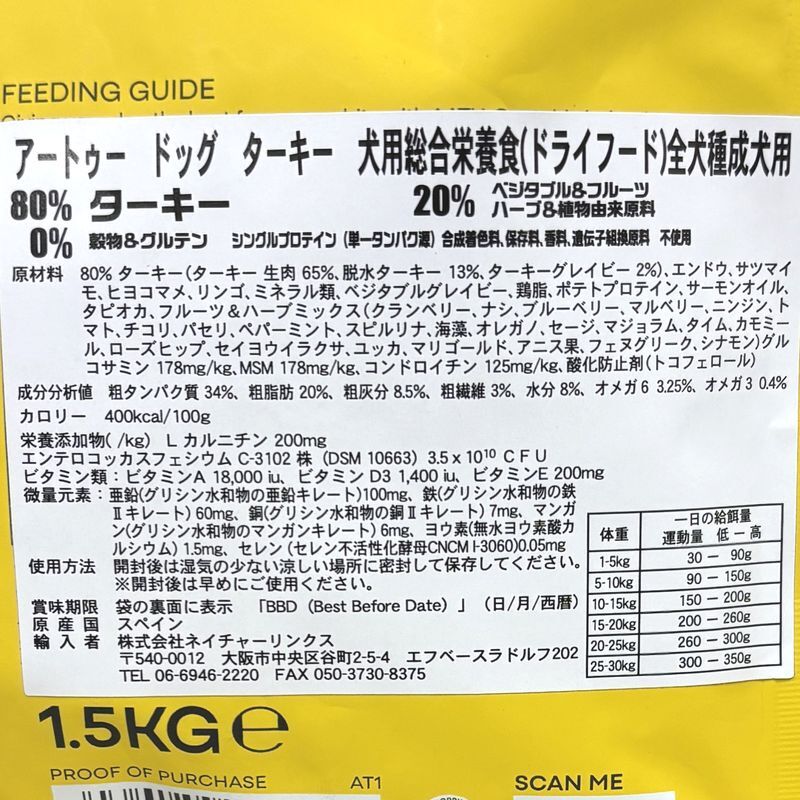 FEEDING GUIDE
アートゥー ドッグ ターキー 犬用総合栄養食(ドライフード)全犬種成犬用
80% ターキー 20% ベジタブル&フルーツ
ハーブ&植物由来原料
0% 穀物&グルテン シングルプロテイン (単一タンパク源) 合成着色料、保存料、香料、遺伝子組換原料 不使用
原材料 80% ターキー(ターキー 生肉 65%、脱水ターキー 13%、ターキーグレイビー 2%)、エンドウ、サツマイ
モ、ヒヨコマメ、リンゴ、ミネラル類、ベジタブルグレイビー、鶏脂、ポテトプロテイン、サーモンオイル、
タピオカ、フルーツ&ハーブミックス(クランベリー、ナシ、ブルーベリー、マルベリー、ニンジン、ト
マト、チコリ、パセリ、ペパーミント、スピルリナ、海藻、オレガノ、セージ、マジョラム、タイム、カモミー
ル、ローズヒップ、セイヨウイラクサ、ユッカ、マリゴールド、アニス果、フェヌグリーク、シナモン)グル
コサミン 178mg/kg、MSM 178mg/kg、コンドロイチン 125mg/kg、酸化防止剤(トコフェロール)
成分分析値 粗タンパク質 34%、粗脂肪 20%、粗灰分 8.5%、粗繊維 3%、水分 8%、オメガ6 3.25%、オメガ3 0.4%
カロリー 400kcal/100g
栄養添加物( /kg) L カルニチン 200mg
エンテロコッカスフェシウム C-3102 株 (DSM 10663) 3.5 x 10¹⁰ CFU
ビタミン類:ビタミンA 18,000 iu、ビタミン D3 1,400 iu、ビタミンE 200mg
微量元素:亜鉛(グリシン水和物の亜鉛キレート)100mg、鉄(グリシン水和物の鉄
Ⅱキレート) 60mg、銅(グリシン水和物の銅Ⅱキレート) 7mg、マンガ
ン(グリシン水和物のマンガンキレート) 6mg、ヨウ素(無水ヨウ素酸カ
ルシウム) 1.5mg、セレン (セレン不活性化酵母CNCM I-3060)0.05mg
使用方法 開封後は湿気の少ない涼しい場所に密封して保存してください。
※開封後は早めにご使用ください。
賞味期限 袋の裏面に表示 「BBD (Best Before Date) 」 (日/月/西暦)
原産国 スペイン
輸入者 株式会社ネイチャーリンクス
〒540-0012 大阪市中央区谷町2-5-4 エフベースラドルフ202
TEL 06-6946-2220 FAX 050-3730-8375
体重 一日の給餌量
運動量 低 ー 高
1-5kg 30 ー 90g
5-10kg 90 ー 150g
10-15kg 150 ー 200g
15-20kg 200 ー 260g
20-25kg 260 ー 300g
25-30kg 300 ー 350g
1.5KG ℮
PROOF OF PURCHASE AT1 SCAN ME